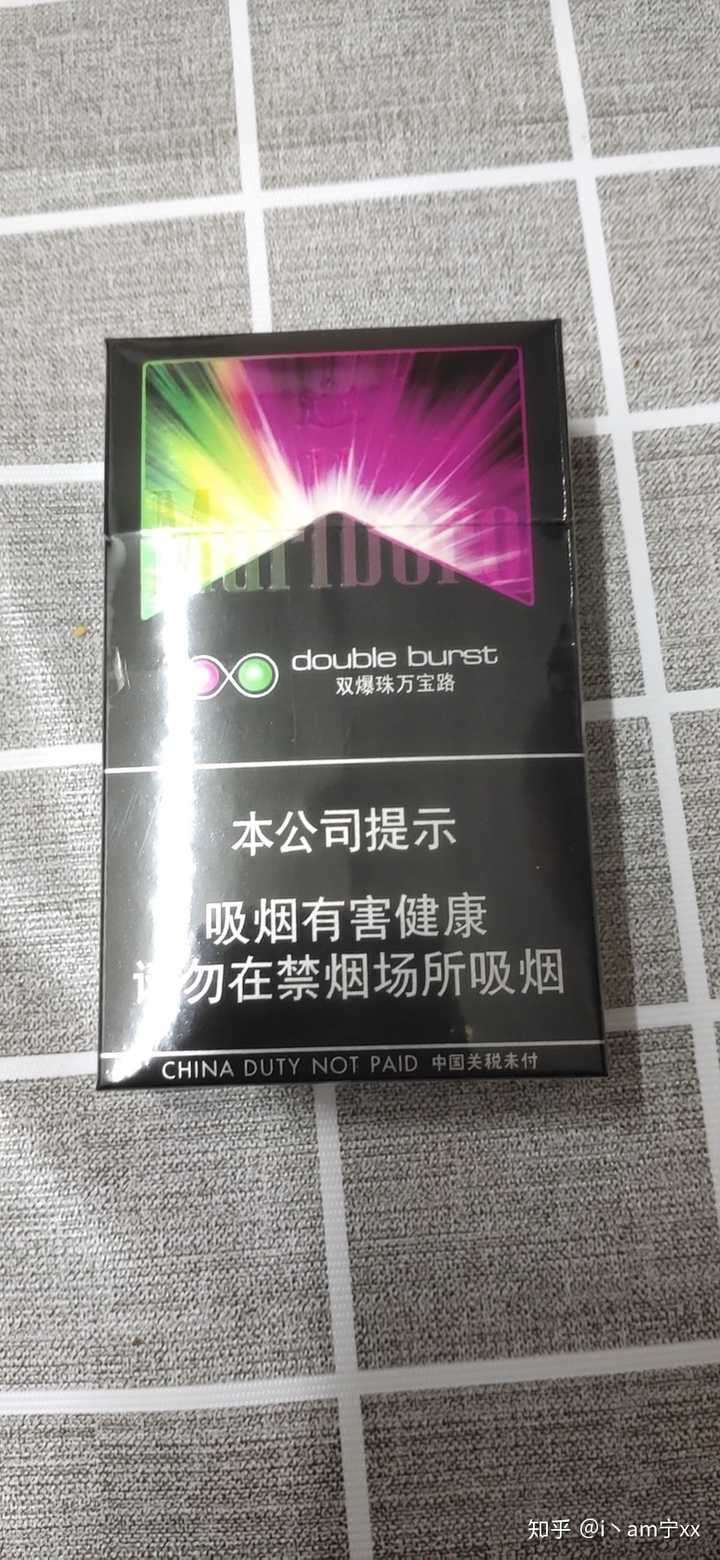 Marlboro
double burst
双爆珠万宝路
本公司提示
吸烟有害健康
请勿在禁烟场所吸烟
CHINA DUTY NOT PAID 中国关税未付
知乎 @i丶am宁xx